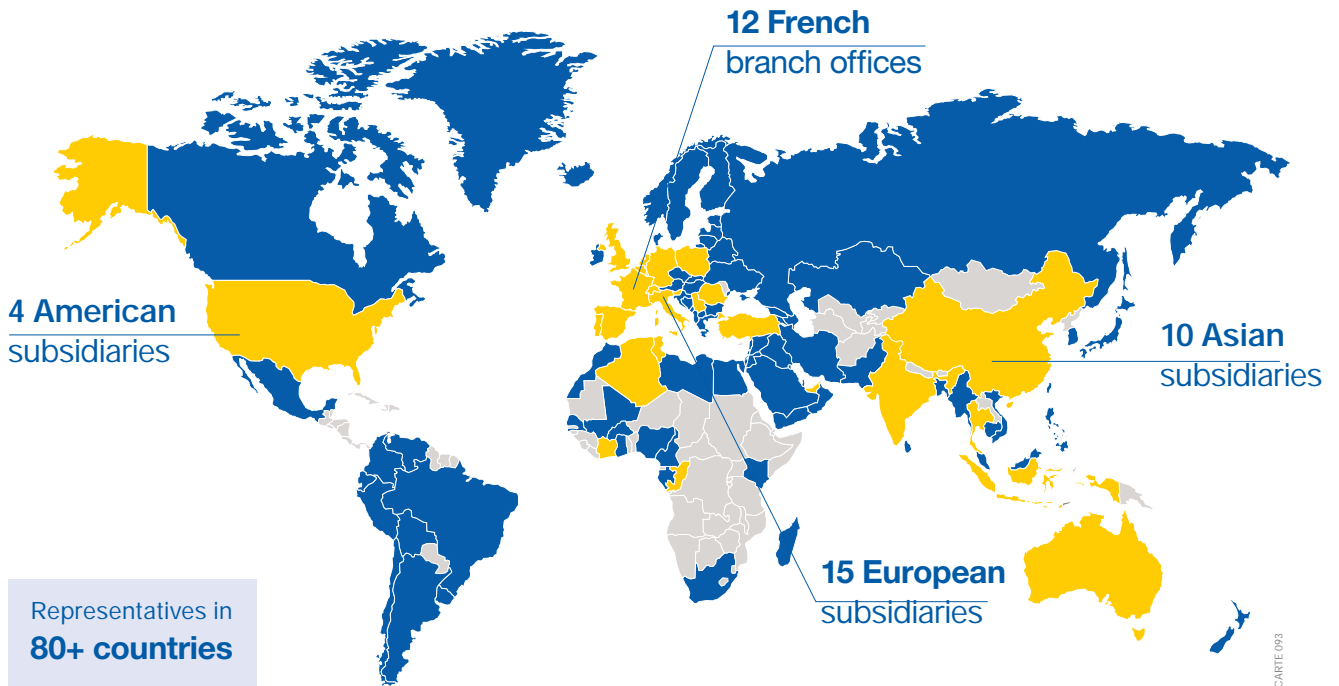 12 French
branch offices
4 American
subsidiaries
10 Asian
subsidiaries
15 European
subsidiaries
Representatives in
80+ countries
CARTE 093